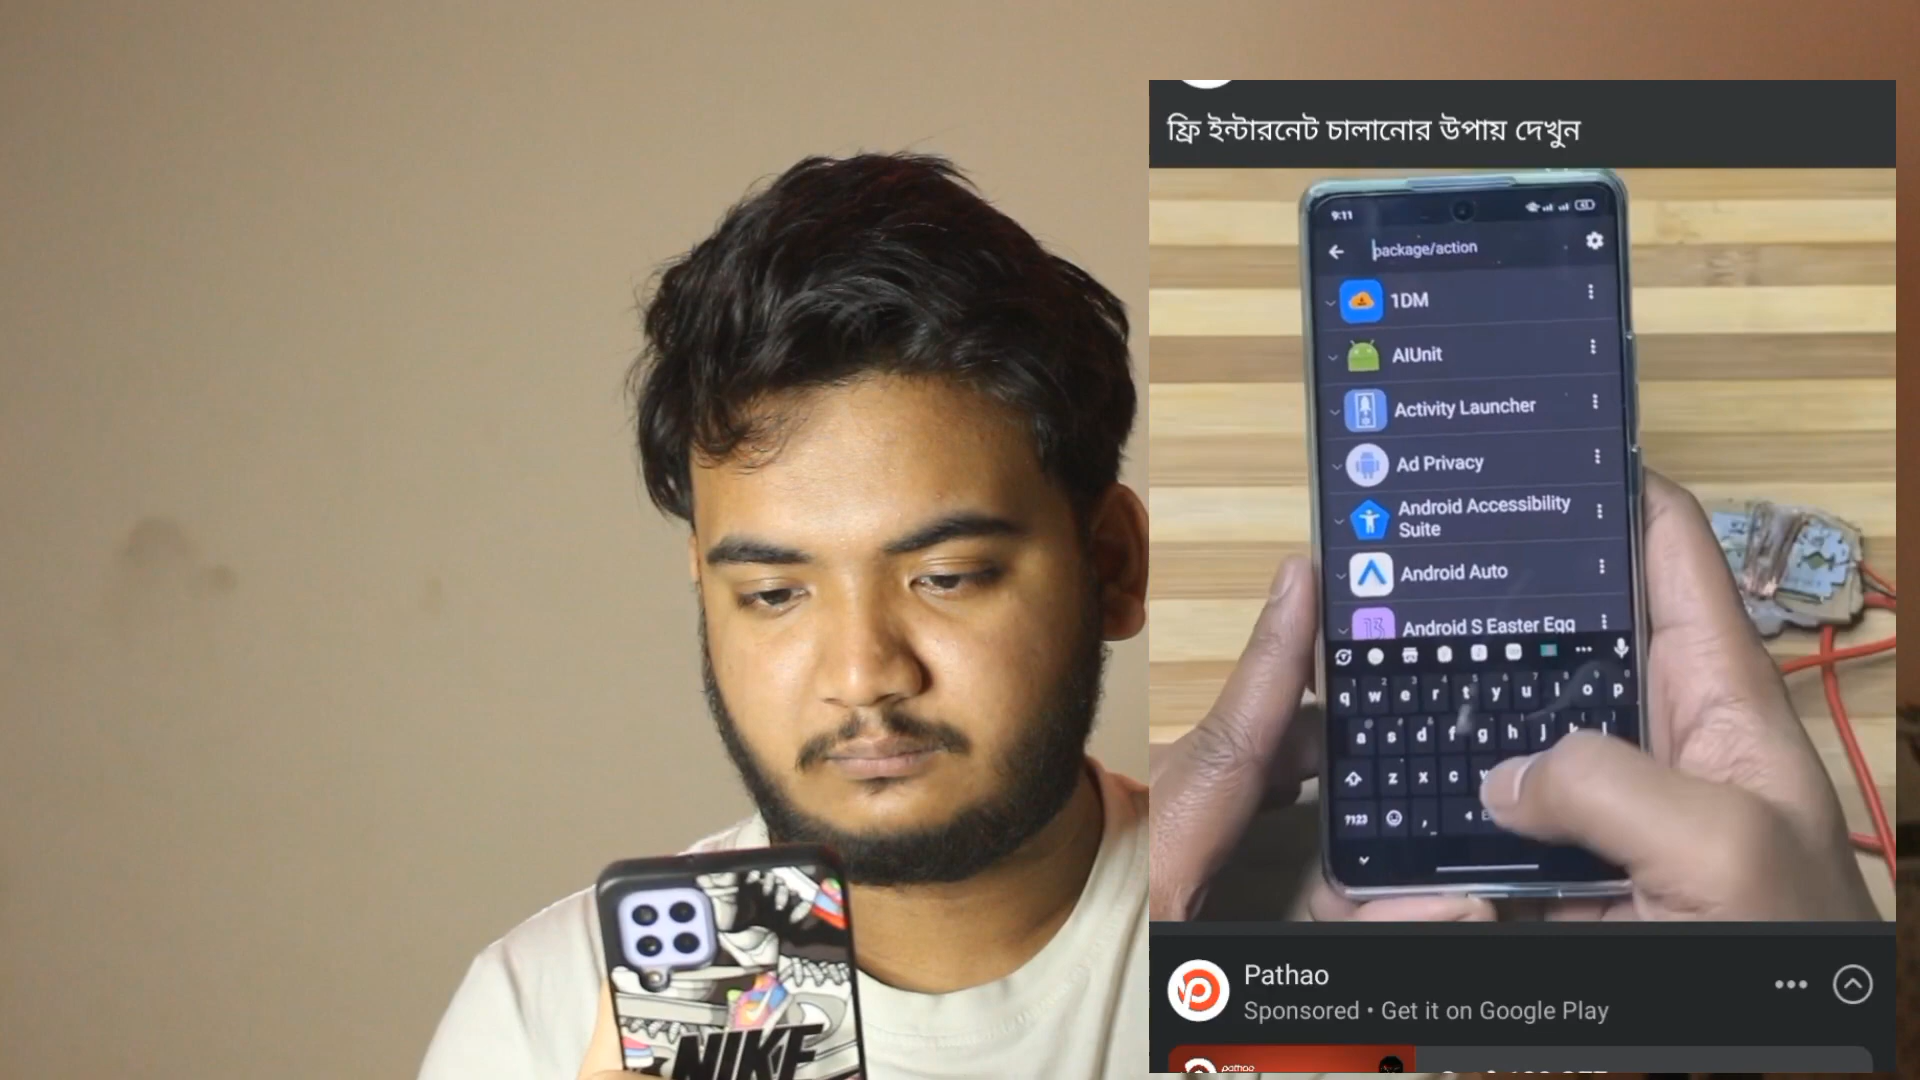 ফ্রি ইন্টারনেট চালানোর উপায় দেখুন
9:11
package/action
1DM
AIUnit
Activity Launcher
Ad Privacy
Android Accessibility
Suite
Android Auto
Android S Easter Egg
q w e r t y u i o p
a s d f g h j k l
z x c v
?123
NIKE
Pathao
Sponsored • Get it on Google Play
pathao